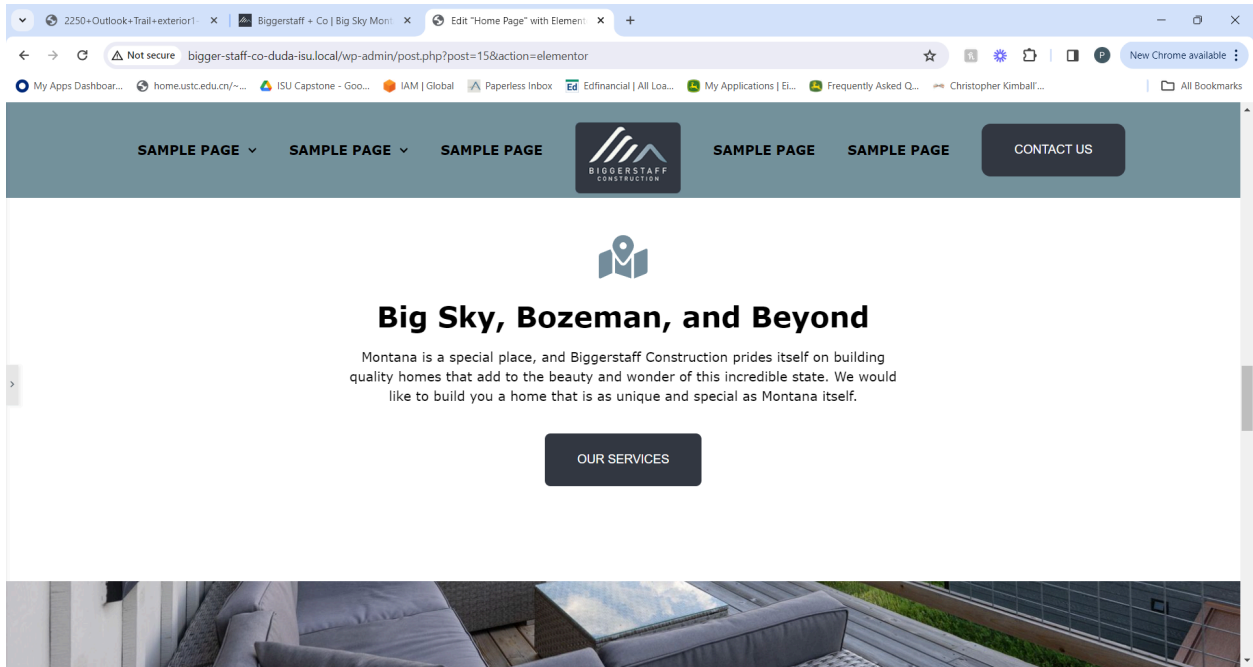 2250+Outlook+Trail+exterior1-
Biggerstaff + Co | Big Sky Mont
Edit "Home Page" with Element
Not secure bigger-staff-co-duda-isu.local/wp-admin/post.php?post=15&action=elementor
P
New Chrome available
My Apps Dashboar... home.ustc.edu.cn/~... ISU Capstone - Goo... IAM | Global Paperless Inbox Ed Edfinancial | All Loa... My Applications | Ei... Frequently Asked Q... Christopher Kimball'... All Bookmarks
SAMPLE PAGE SAMPLE PAGE SAMPLE PAGE
BIGGERSTAFF
CONSTRUCTION
SAMPLE PAGE SAMPLE PAGE CONTACT US
Big Sky, Bozeman, and Beyond
Montana is a special place, and Biggerstaff Construction prides itself on building
quality homes that add to the beauty and wonder of this incredible state. We would
like to build you a home that is as unique and special as Montana itself.
OUR SERVICES